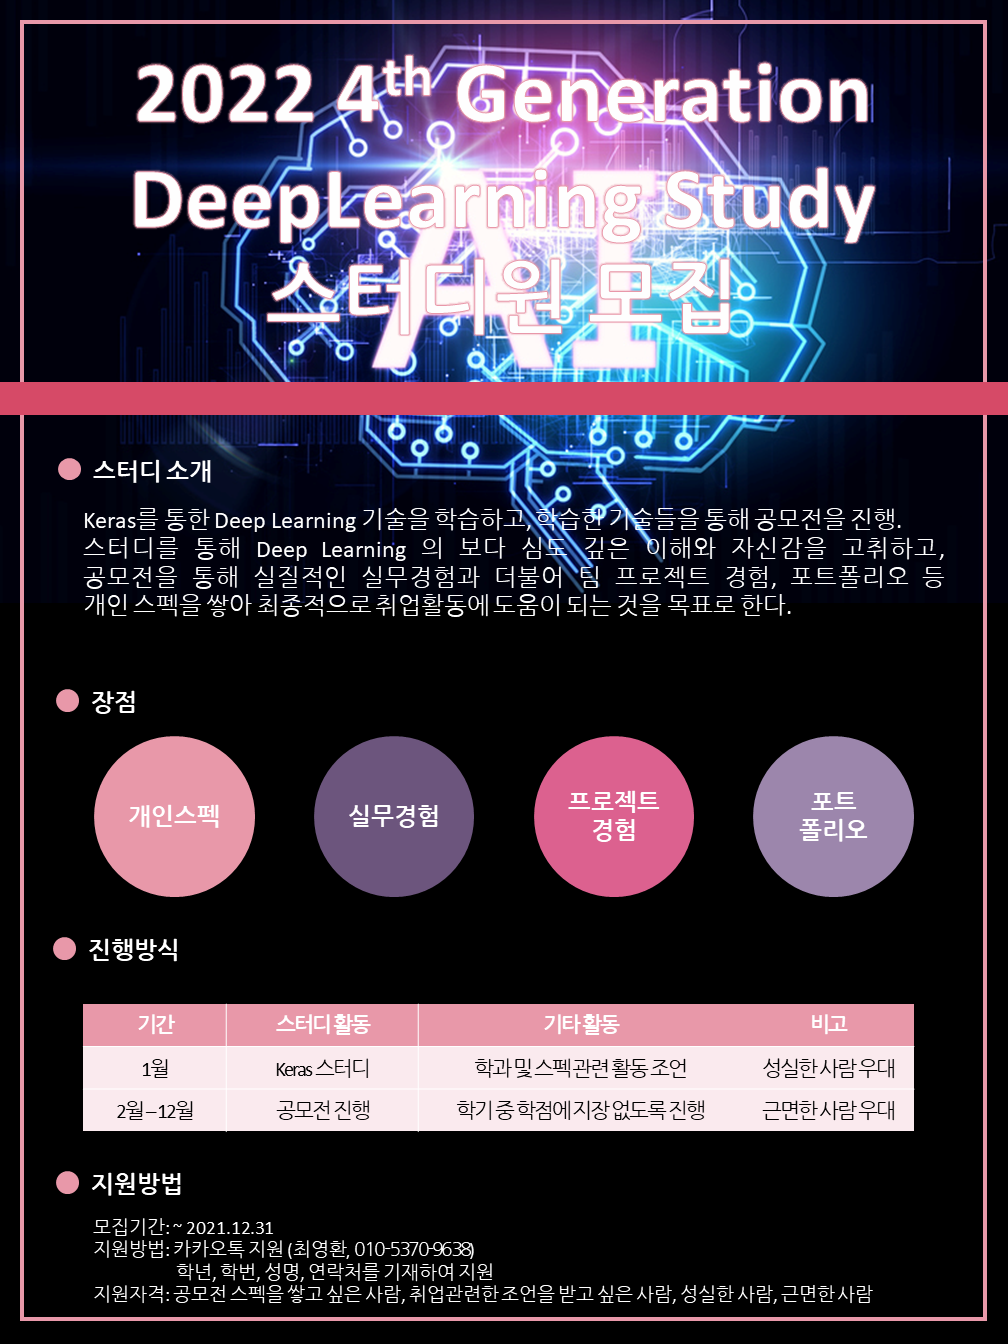 2022 4th Generation
DeepLearning Study
스터디원 모집
AI
스터디 소개
Keras를 통한 Deep Learning 기술을 학습하고, 학습한 기술들을 통해 공모전을 진행.
스터디를 통해 Deep Learning 의 보다 심도 깊은 이해와 자신감을 고취하고,
공모전을 통해 실질적인 실무경험과 더불어 팀 프로젝트 경험, 포트폴리오 등
개인 스펙을 쌓아 최종적으로 취업활동에 도움이 되는 것을 목표로 한다.
장점
개인스펙
실무경험
프로젝트
경험
포트
폴리오
진행방식
기간 스터디 활동 기타 활동 비고
1월 Keras 스터디 학과 및 스펙 관련 활동 조언 성실한 사람 우대
2월 – 12월 공모전 진행 학기 중 학점에 지장 없도록 진행 근면한 사람 우대
지원방법
모집기간: ~ 2021.12.31
지원방법: 카카오톡 지원 (최영환, 010-5370-9638)
학년, 학번, 성명, 연락처를 기재하여 지원
지원자격: 공모전 스펙을 쌓고 싶은 사람, 취업관련한 조언을 받고 싶은 사람, 성실한 사람, 근면한 사람